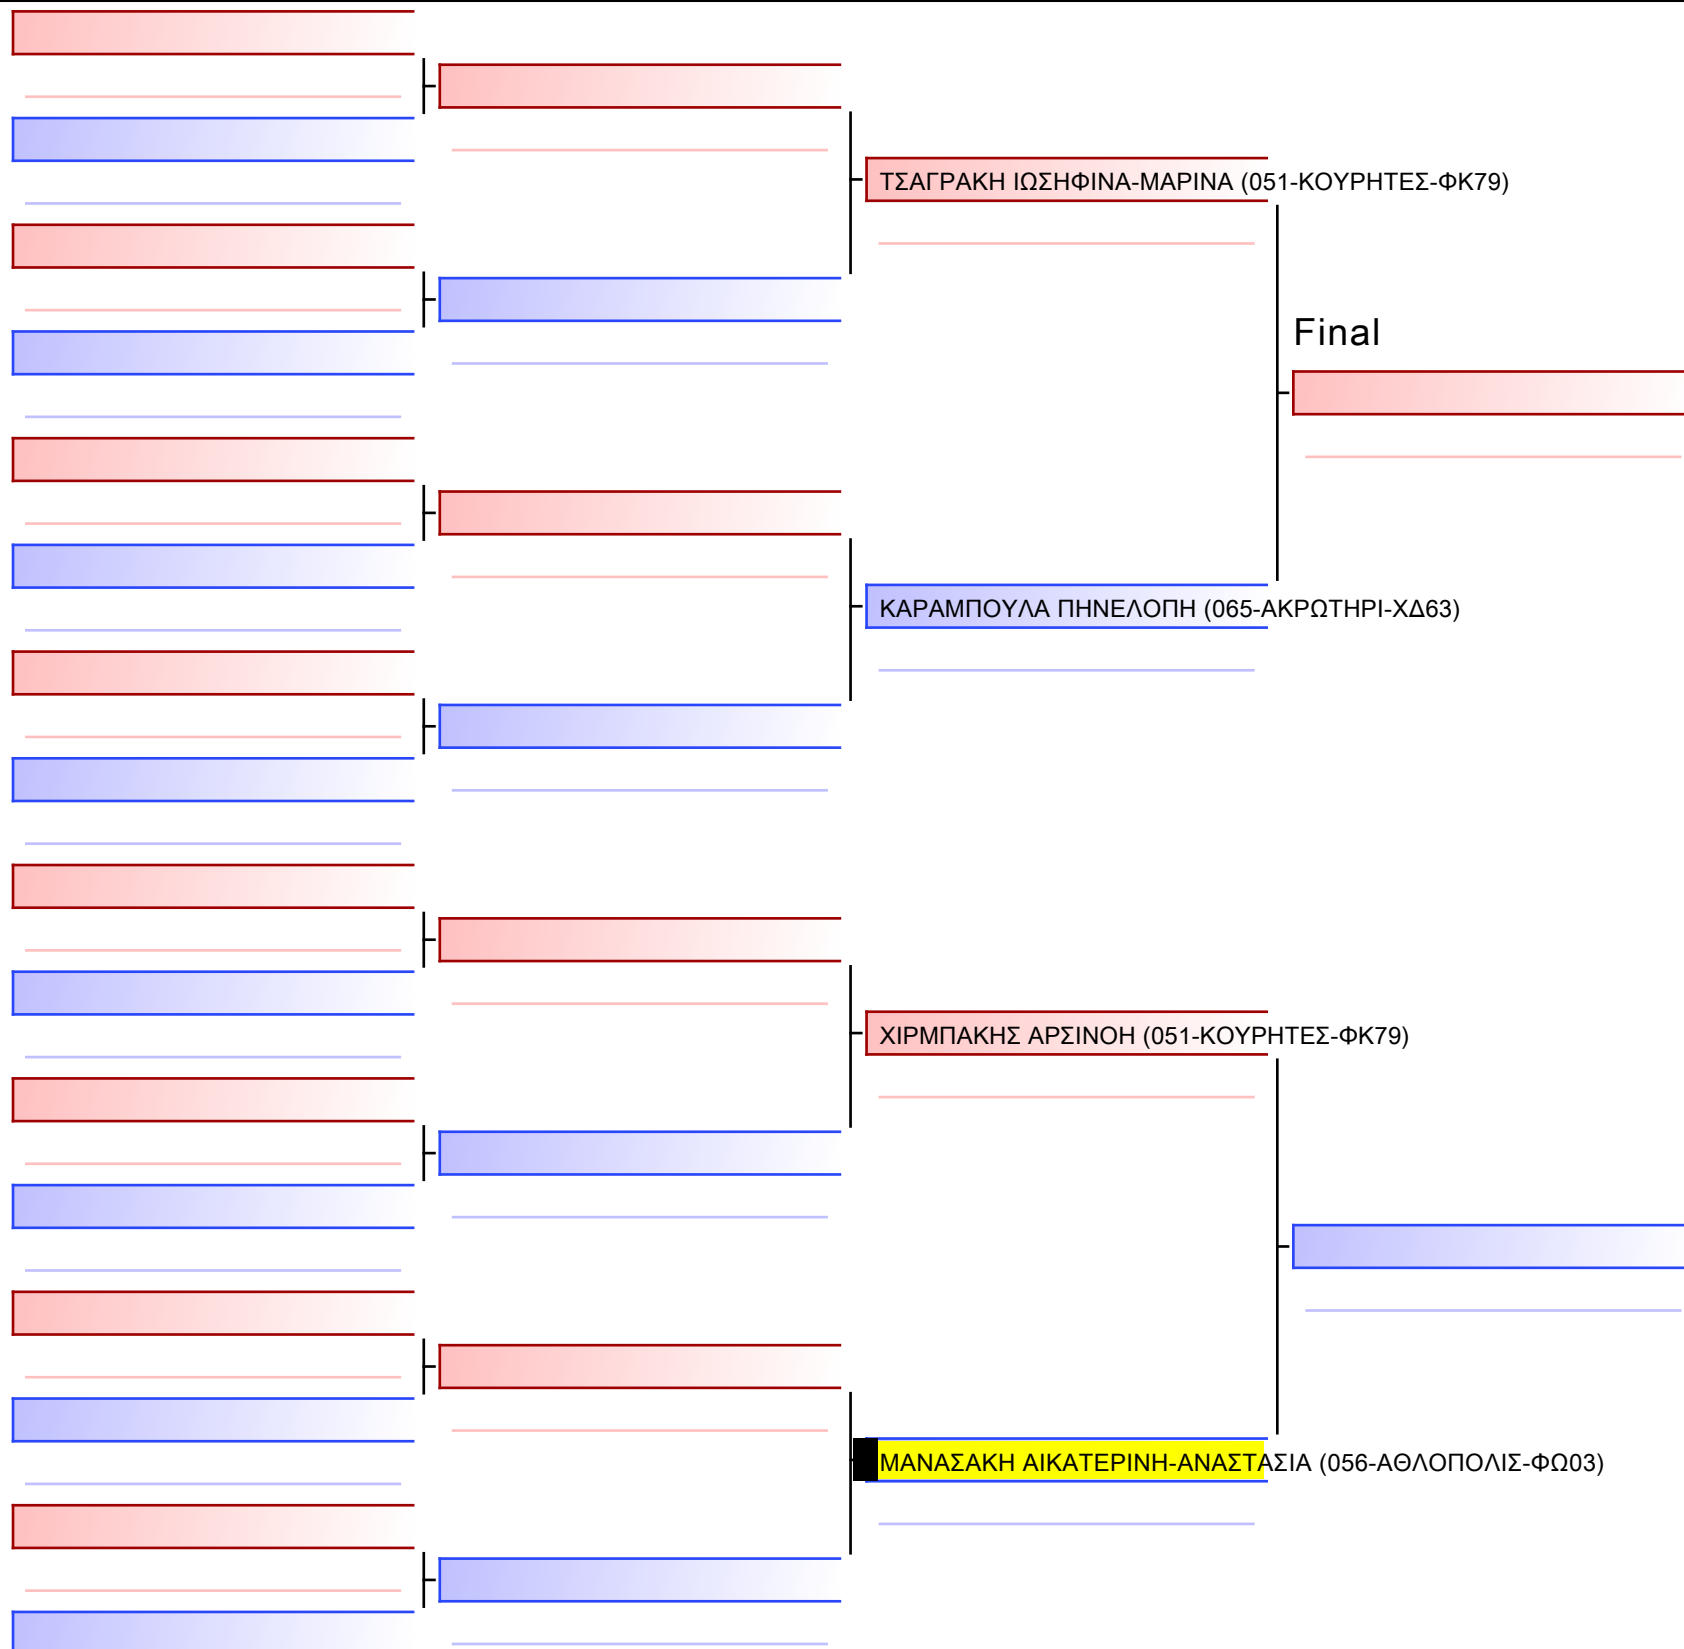 ΤΣΑΓΡΑΚΗ ΙΩΣΗΦΙΝΑ-ΜΑΡΙΝΑ (051-ΚΟΥΡΗΤΕΣ-ΦΚ79)
Final
ΚΑΡΑΜΠΟΥΛΑ ΠΗΝΕΛΟΠΗ (065-ΑΚΡΩΤΗΡΙ-ΧΔ63)
ΧΙΡΜΠΑΚΗΣ ΑΡΣΙΝΟΗ (051-ΚΟΥΡΗΤΕΣ-ΦΚ79)
ΜΑΝΑΣΑΚΗ ΑΙΚΑΤΕΡΙΝΗ-ΑΝΑΣΤΑΣΙΑ (056-ΑΘΛΟΠΟΛΙΣ-ΦΩ03)